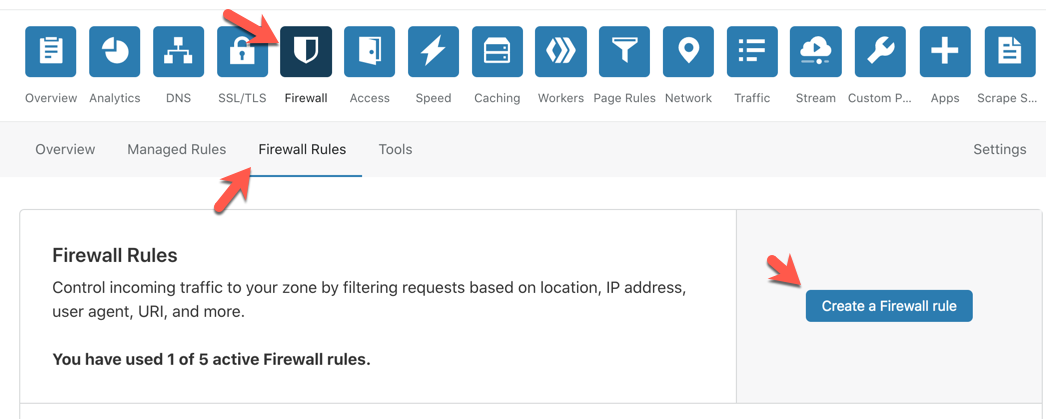 Overview Analytics DNS SSL/TLS Firewall Access Speed Caching Workers Page Rules Network Traffic Stream Custom P... Apps Scrape S...
Overview Managed Rules Firewall Rules Tools Settings
Firewall Rules
Control incoming traffic to your zone by filtering requests based on location, IP address,
user agent, URI, and more.
You have used 1 of 5 active Firewall rules.
Create a Firewall rule